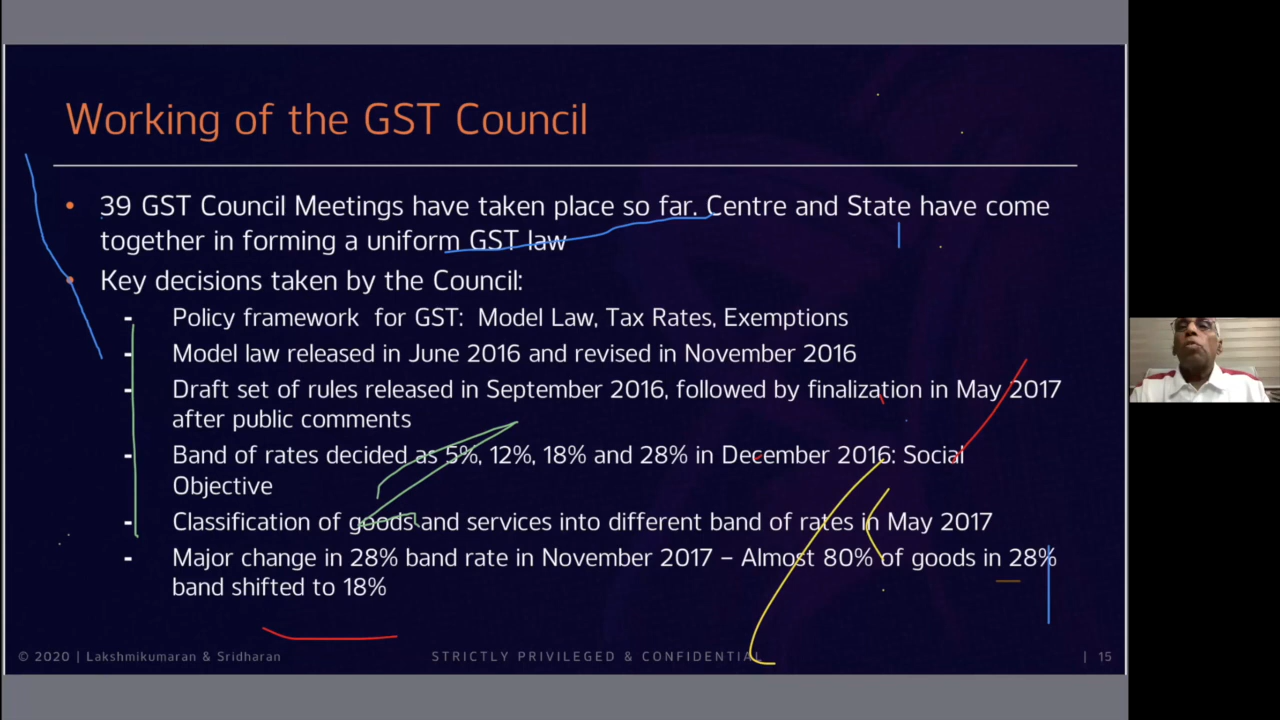 Working of the GST Council
• 39 GST Council Meetings have taken place so far. Centre and State have come
together in forming a uniform GST law
• Key decisions taken by the Council:
- Policy framework for GST: Model Law, Tax Rates, Exemptions
- Model law released in June 2016 and revised in November 2016
- Draft set of rules released in September 2016, followed by finalization in May 2017
after public comments
- Band of rates decided as 5%, 12%, 18% and 28% in December 2016: Social
Objective
- Classification of goods and services into different band of rates in May 2017
- Major change in 28% band rate in November 2017 – Almost 80% of goods in 28%
band shifted to 18%
© 2020 | Lakshmikumaran & Sridharan STRICTLY PRIVILEGED & CONFIDENTIAL | 15